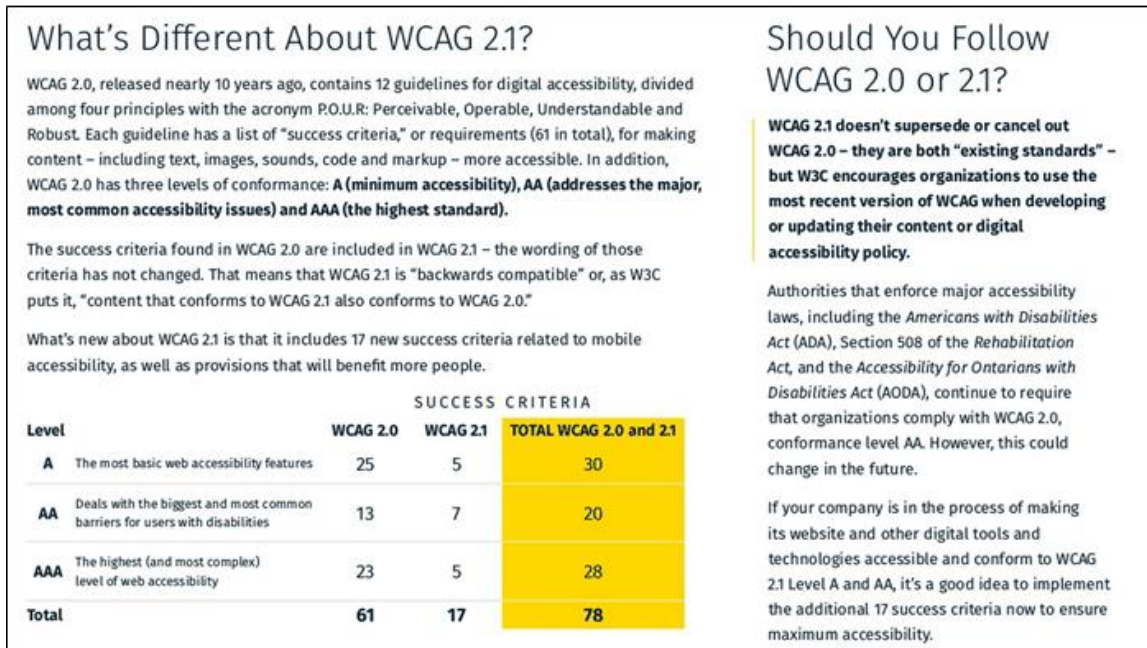 What's Different About WCAG 2.1?
WCAG 2.0, released nearly 10 years ago, contains 12 guidelines for digital accessibility, divided
among four principles with the acronym P.O.U.R: Perceivable, Operable, Understandable and
Robust. Each guideline has a list of “success criteria,” or requirements (61 in total), for making
content – including text, images, sounds, code and markup – more accessible. In addition,
WCAG 2.0 has three levels of conformance: A (minimum accessibility), AA (addresses the major,
most common accessibility issues) and AAA (the highest standard).
The success criteria found in WCAG 2.0 are included in WCAG 2.1 – the wording of those
criteria has not changed. That means that WCAG 2.1 is “backwards compatible” or, as W3C
puts it, “content that conforms to WCAG 2.1 also conforms to WCAG 2.0.”
What's new about WCAG 2.1 is that it includes 17 new success criteria related to mobile
accessibility, as well as provisions that will benefit more people.
SUCCESS CRITERIA
Level WCAG 2.0 WCAG 2.1 TOTAL WCAG 2.0 and 2.1
A The most basic web accessibility features 25 5 30
AA Deals with the biggest and most common
barriers for users with disabilities 13 7 20
AAA The highest (and most complex)
level of web accessibility 23 5 28
Total 61 17 78
Should You Follow
WCAG 2.0 or 2.1?
WCAG 2.1 doesn't supersede or cancel out
WCAG 2.0 – they are both “existing standards” –
but W3C encourages organizations to use the
most recent version of WCAG when developing
or updating their content or digital
accessibility policy.
Authorities that enforce major accessibility
laws, including the Americans with Disabilities
Act (ADA), Section 508 of the Rehabilitation
Act, and the Accessibility for Ontarians with
Disabilities Act (AODA), continue to require
that organizations comply with WCAG 2.0,
conformance level AA. However, this could
change in the future.
If your company is in the process of making
its website and other digital tools and
technologies accessible and conform to WCAG
2.1 Level A and AA, it's a good idea to implement
the additional 17 success criteria now to ensure
maximum accessibility.